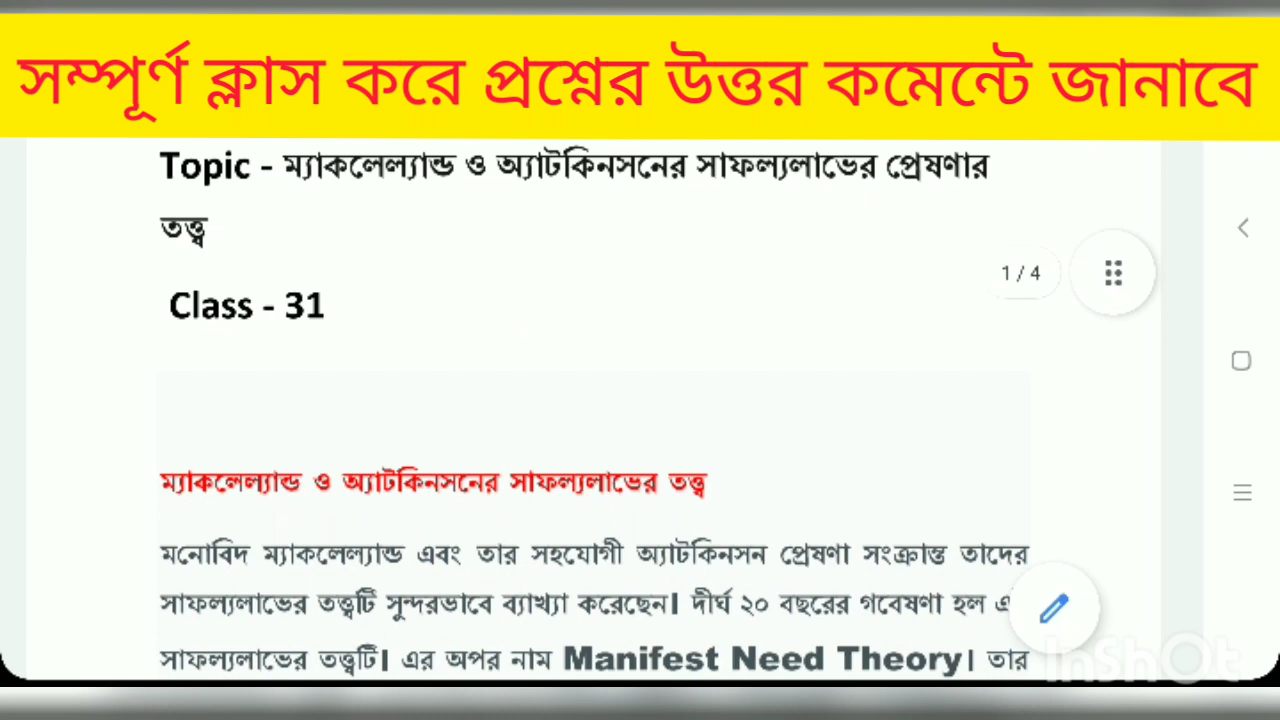 সম্পূর্ণ ক্লাস করে প্রশ্নের উত্তর কমেন্টে জানাবে
Topic - ম্যাকলেল্যান্ড ও অ্যাটকিনসনের সাফল্যলাভের প্রেষণার
তত্ত্ব
1 / 4
Class - 31
ম্যাকলেল্যান্ড ও অ্যাটকিনসনের সাফল্যলাভের তত্ত্ব
মনোবিদ ম্যাকলেল্যান্ড এবং তার সহযোগী অ্যাটকিনসন প্রেষণা সংক্রান্ত তাদের
সাফল্যলাভের তত্ত্বটি সুন্দরভাবে ব্যাখ্যা করেছেন। দীর্ঘ ২০ বছরের গবেষণা হল
সাফল্যলাভের তত্ত্বটি। এর অপর নাম Manifest Need Theory। তার
InShOt